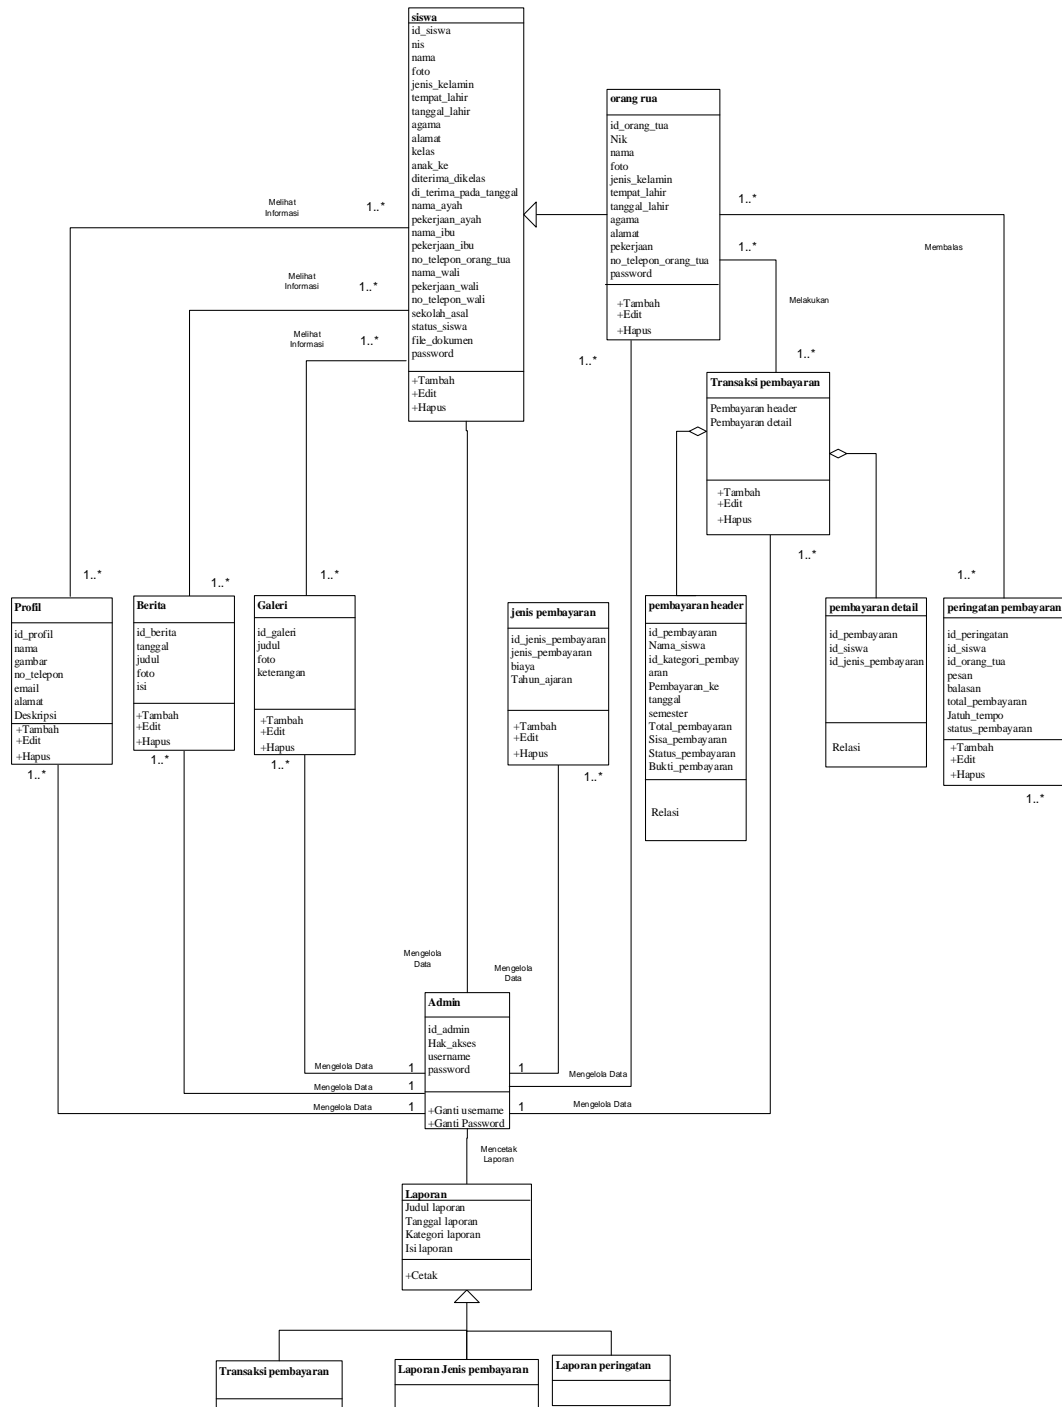 siswa
id_siswa
nis
nama
foto
jenis_kelamin
tempat_lahir
tanggal_lahir
agama
alamat
kelas
anak_ke
diterima_dikelas
di_terima_pada_tanggal
nama_ayah
pekerjaan_ayah
nama_ibu
pekerjaan_ibu
no_telepon_orang_tua
nama_wali
pekerjaan_wali
no_telepon_wali
sekolah_asal
status_siswa
file_dokumen
password
+Tambah
+Edit
+Hapus
orang rua
id_orang_tua
Nik
nama
foto
jenis_kelamin
tempat_lahir
tanggal_lahir
agama
alamat
pekerjaan
no_telepon_orang_tua
password
+Tambah
+Edit
+Hapus
Melihat
Informasi
1..*
Melihat
Informasi
1..*
Melihat
Informasi
1..*
1..*
Membalas
1..*
Melakukan
1..*
1..*
Transaksi pembayaran
Pembayaran header
Pembayaran detail
+Tambah
+Edit
+Hapus
1..*
1..*
1..*
1..*
1..*
Profil
id_profil
nama
gambar
no_telepon
email
alamat
Deskripsi
+Tambah
+Edit
+Hapus
1..*
Berita
id_berita
tanggal
judul
foto
isi
+Tambah
+Edit
+Hapus
1..*
Galeri
id_galeri
judul
foto
keterangan
+Tambah
+Edit
+Hapus
1..*
jenis pembayaran
id_jenis_pembayaran
jenis_pembayaran
biaya
Tahun_ajaran
+Tambah
+Edit
+Hapus
1..*
pembayaran header
id_pembayaran
Nama_siswa
id_kategori_pembay
aran
Pembayaran_ke
tanggal
semester
Total_pembayaran
Sisa_pembayaran
Status_pembayaran
Bukti_pembayaran
Relasi
pembayaran detail
id_pembayaran
id_siswa
id_jenis_pembayaran
Relasi
peringatan pembayaran
id_peringatan
id_siswa
id_orang_tua
pesan
balasan
total_pembayaran
Jatuh_tempo
status_pembayaran
+Tambah
+Edit
+Hapus
1..*
Mengelola
Data
Mengelola
Data
Admin
id_admin
Hak_akses
username
password
+Ganti username
+Ganti Password
Mengelola Data
1
Mengelola Data
1
Mengelola Data
1
1
Mengelola Data
1
Mengelola Data
Mencetak
Laporan
Laporan
Judul laporan
Tanggal laporan
Kategori laporan
Isi laporan
+Cetak
Transaksi pembayaran
Laporan Jenis pembayaran
Laporan peringatan